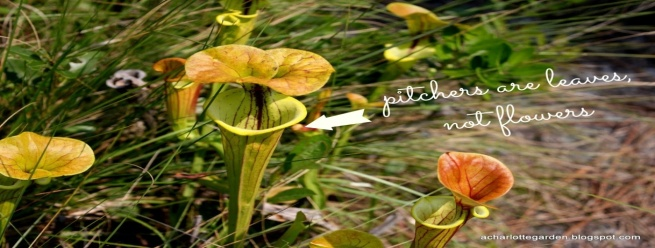 pitchers are leaves,
not flowers
acharlottegarden.blogspot.com